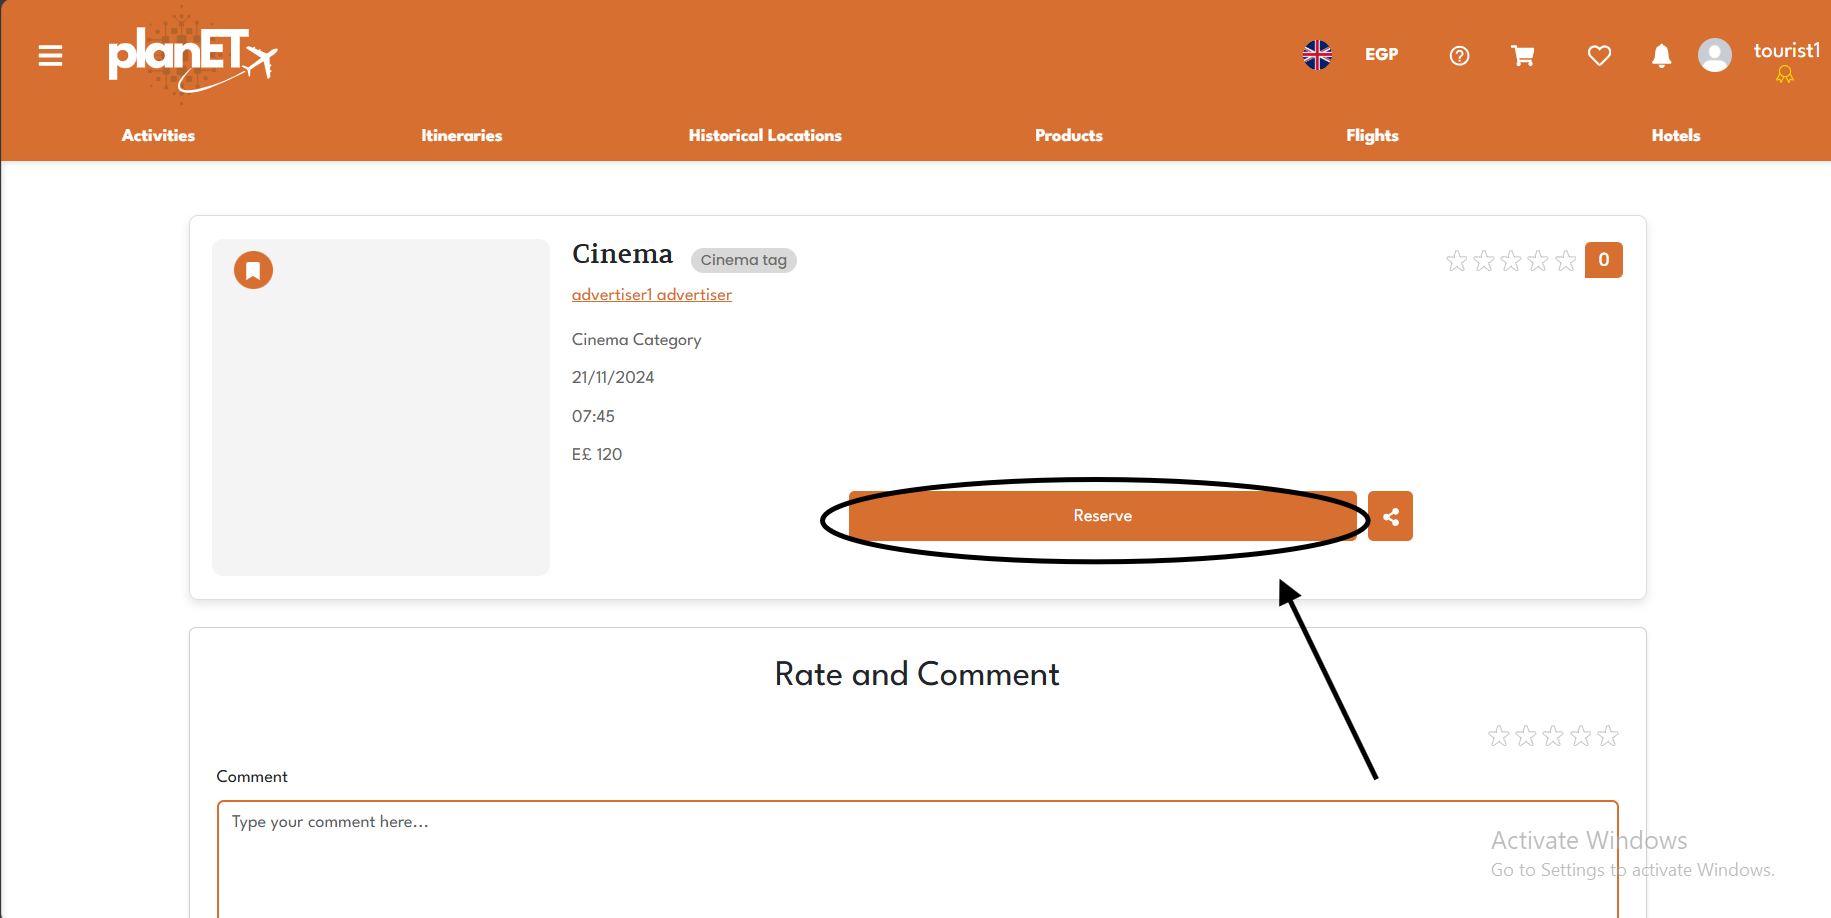 planET
EGP
tourist1
Activities Itineraries Historical Locations Products Flights Hotels
Cinema Cinema tag
0
advertiser1 advertiser
Cinema Category
21/11/2024
07:45
E£ 120
Reserve
Rate and Comment
Comment
Type your comment here...
Activate Windows
Go to Settings to activate Windows.